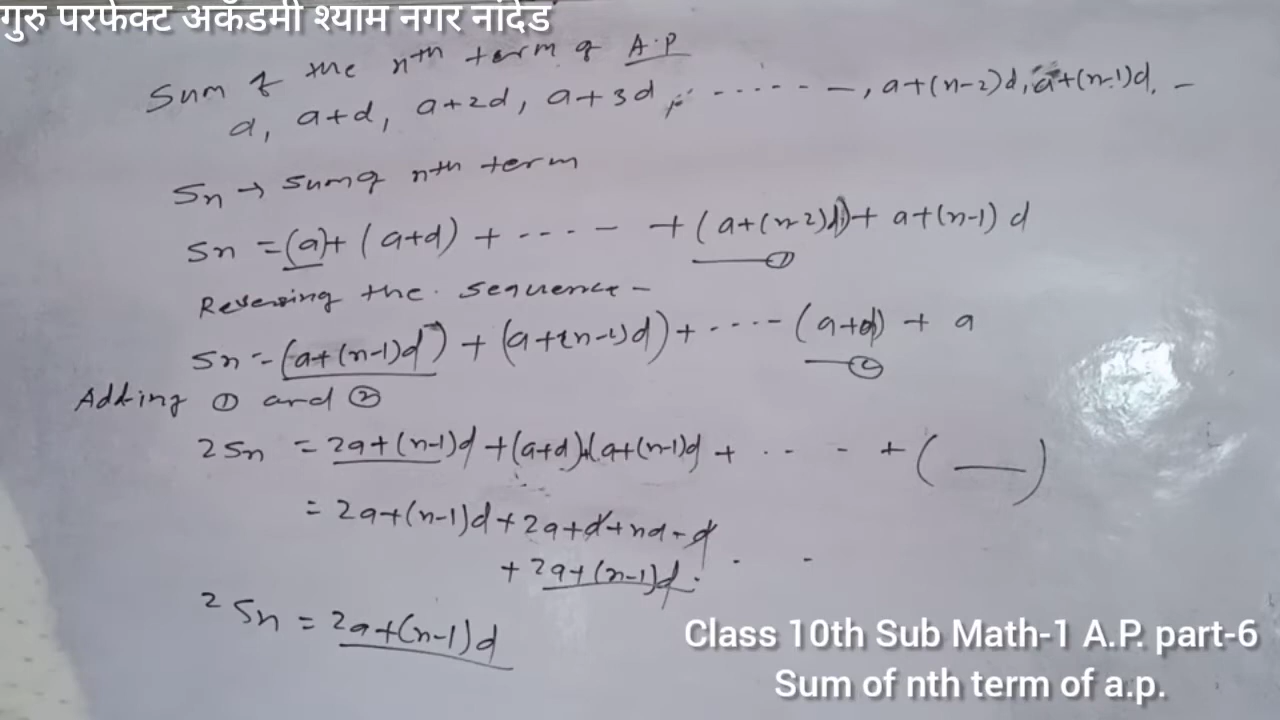 गुरु परफेक्ट अकॅडमी श्याम नगर नांदेड
Sum of the nth term of A.P
a, a+d, a+2d, a+3d, ------ -, a+(n-2)d, a+(n-1)d, -
Sn → sum of nth term
Sn = (a)+ (a+d) + ----- + (a+(n-2)d)+ a+(n-1) d
①
Reversing the sequence -
Sn = (a+(n-1)d) + (a+(n-2)d)+ ---- (a+d) + a
②
Adding ① and ②
2Sn = 2a+(n-1)d +(a+d)+(a+(n-1)d + .. - - +( __ )
= 2a+(n-1)d + 2a+d+nd-d
+ 2a+(n-1)d. . -
2Sn = 2a+(n-1)d
Class 10th Sub Math-1 A.P. part-6
Sum of nth term of a.p.